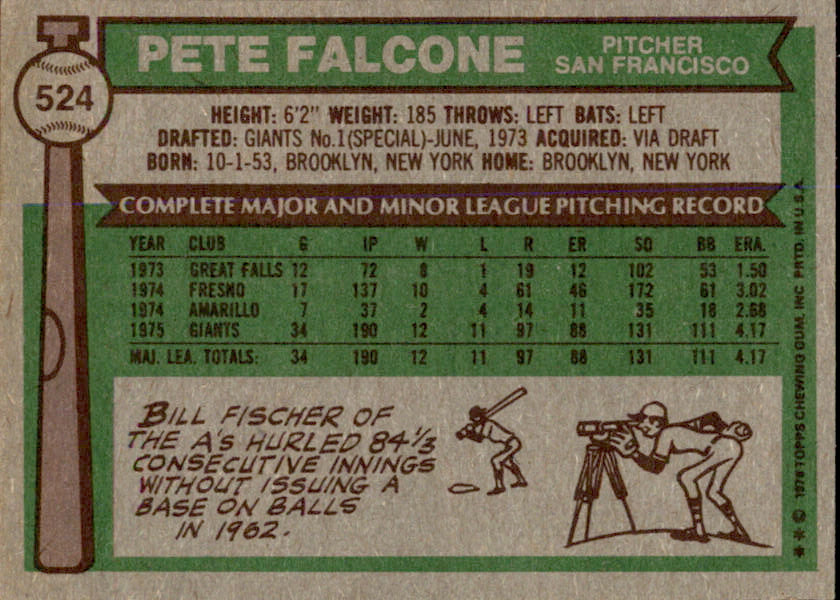 524
PETE FALCONE
PITCHER
SAN FRANCISCO
HEIGHT: 6'2" WEIGHT: 185 THROWS: LEFT BATS: LEFT
DRAFTED: GIANTS No.1(SPECIAL)-JUNE, 1973 ACQUIRED: VIA DRAFT
BORN: 10-1-53, BROOKLYN, NEW YORK HOME: BROOKLYN, NEW YORK
COMPLETE MAJOR AND MINOR LEAGUE PITCHING RECORD
YEAR CLUB G IP W L R ER SO BB ERA.
1973 GREAT FALLS 12 72 8 1 19 12 102 53 1.50
1974 FRESNO 17 137 10 4 61 46 172 61 3.02
1974 AMARILLO 7 37 2 4 14 11 35 18 2.68
1975 GIANTS 34 190 12 11 97 88 131 111 4.17
MAJ. LEA. TOTALS: 34 190 12 11 97 88 131 111 4.17
BILL FISCHER OF
THE A'S HURLED 84 1/3
CONSECUTIVE INNINGS
WITHOUT ISSUING A
BASE ON BALLS
IN 1962.
**© 1976 TOPPS CHEWING GUM, INC. PRTD. IN U.S.A.